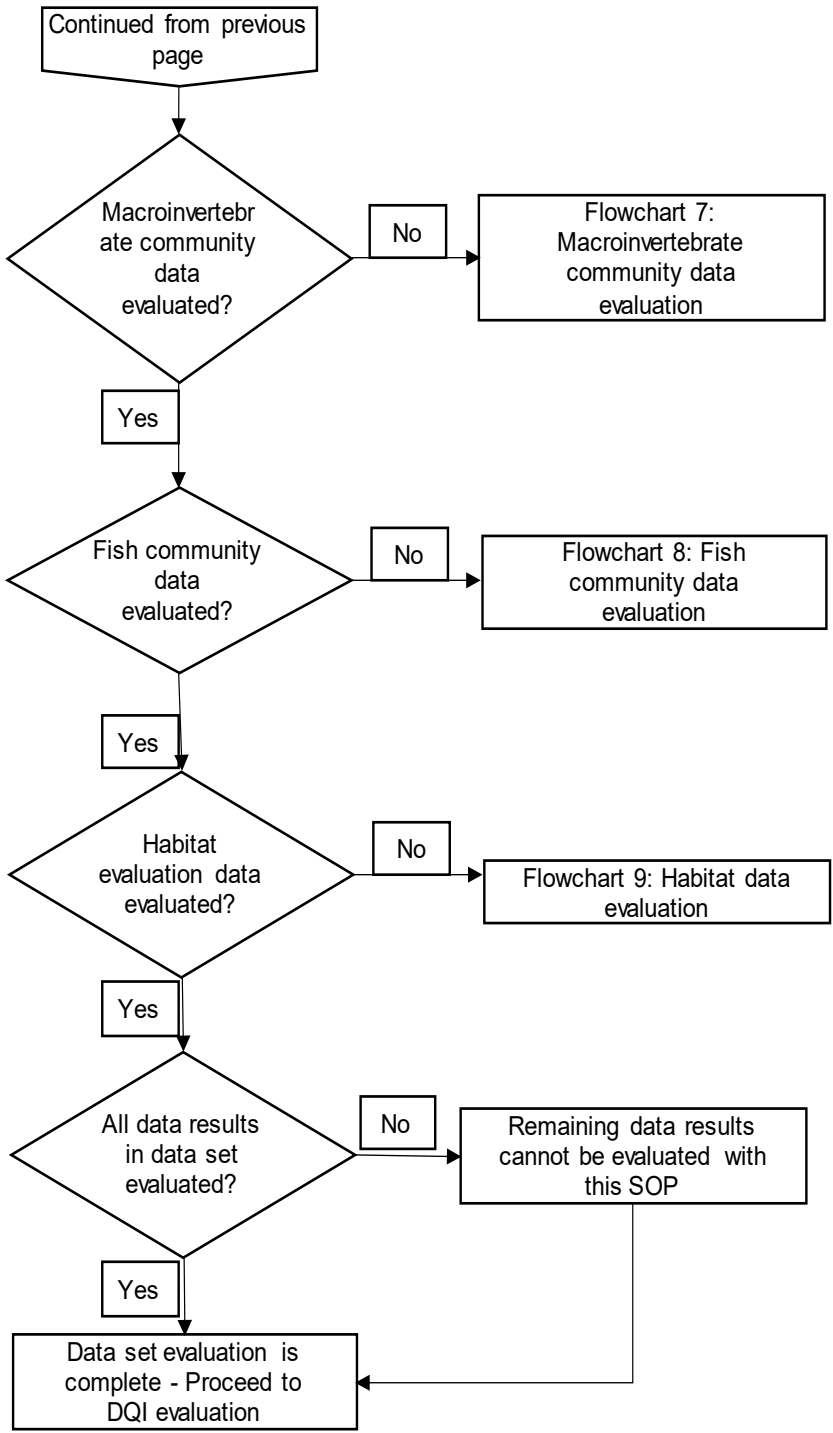 Continued from previous
page
Macroinvertebr
ate community
data
evaluated?
No
Flowchart 7:
Macroinvertebrate
community data
evaluation
Yes
Fish community
data
evaluated?
No
Flowchart 8: Fish
community data
evaluation
Yes
Habitat
evaluation data
evaluated?
No
Flowchart 9: Habitat data
evaluation
Yes
All data results
in data set
evaluated?
No
Remaining data results
cannot be evaluated with
this SOP
Yes
Data set evaluation is
complete - Proceed to
DQI evaluation